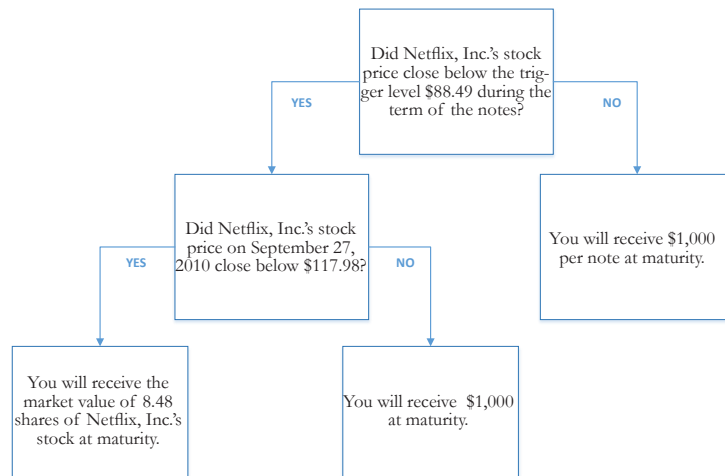 Did Netflix, Inc.'s stock
price close below the trig-
ger level $88.49 during the
term of the notes?
YES
NO
Did Netflix, Inc.'s stock
price on September 27,
2010 close below $117.98?
You will receive $1,000
per note at maturity.
YES
NO
You will receive the
market value of 8.48
shares of Netflix, Inc.'s
stock at maturity.
You will receive $1,000
at maturity.